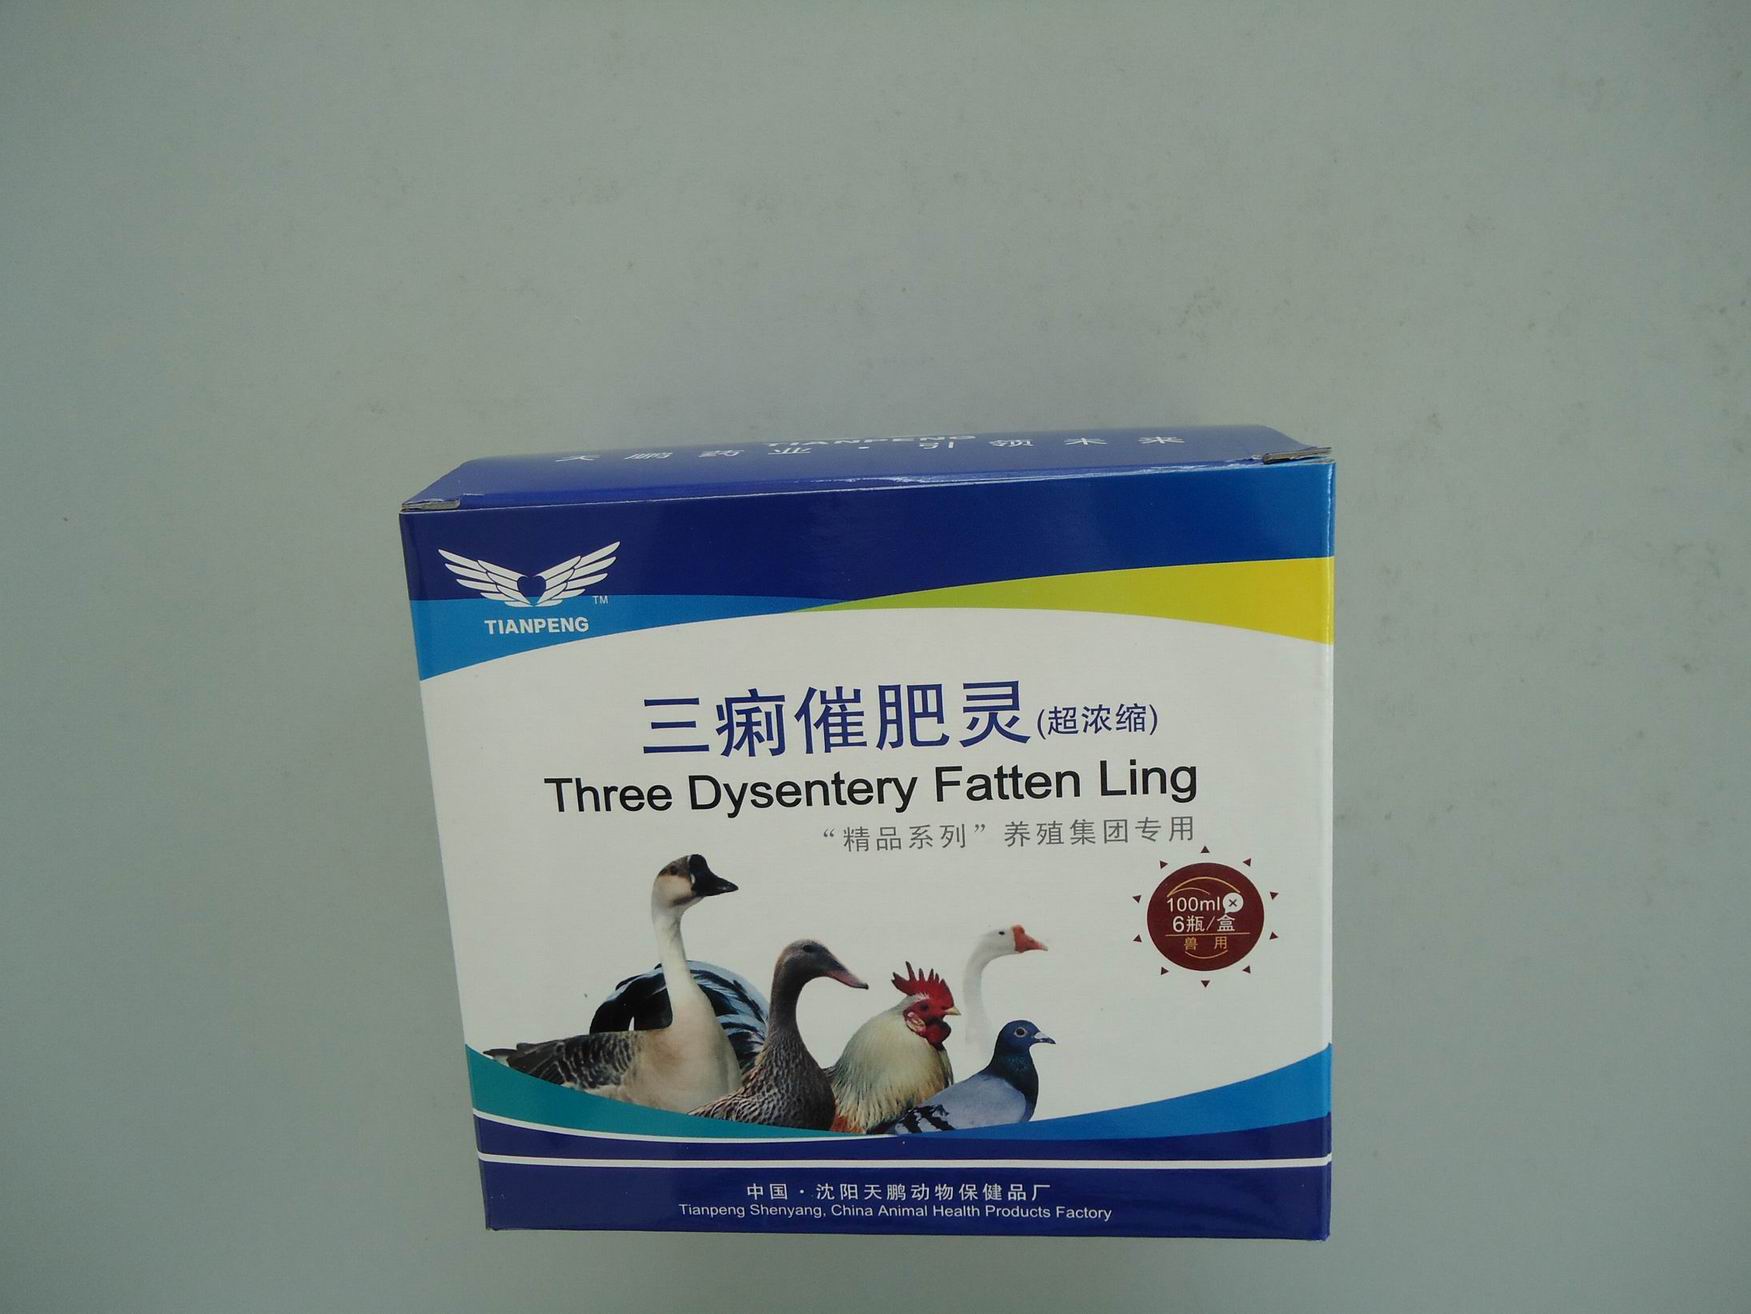 TIANPENG
天鹏药业·引领未来
TM
TIANPENG
三痢催肥灵(超浓缩)
Three Dysentery Fatten Ling
“精品系列”养殖集团专用
100ml×
6瓶/盒
兽用
中国·沈阳天鹏动物保健品厂
Tianpeng Shenyang, China Animal Health Products Factory